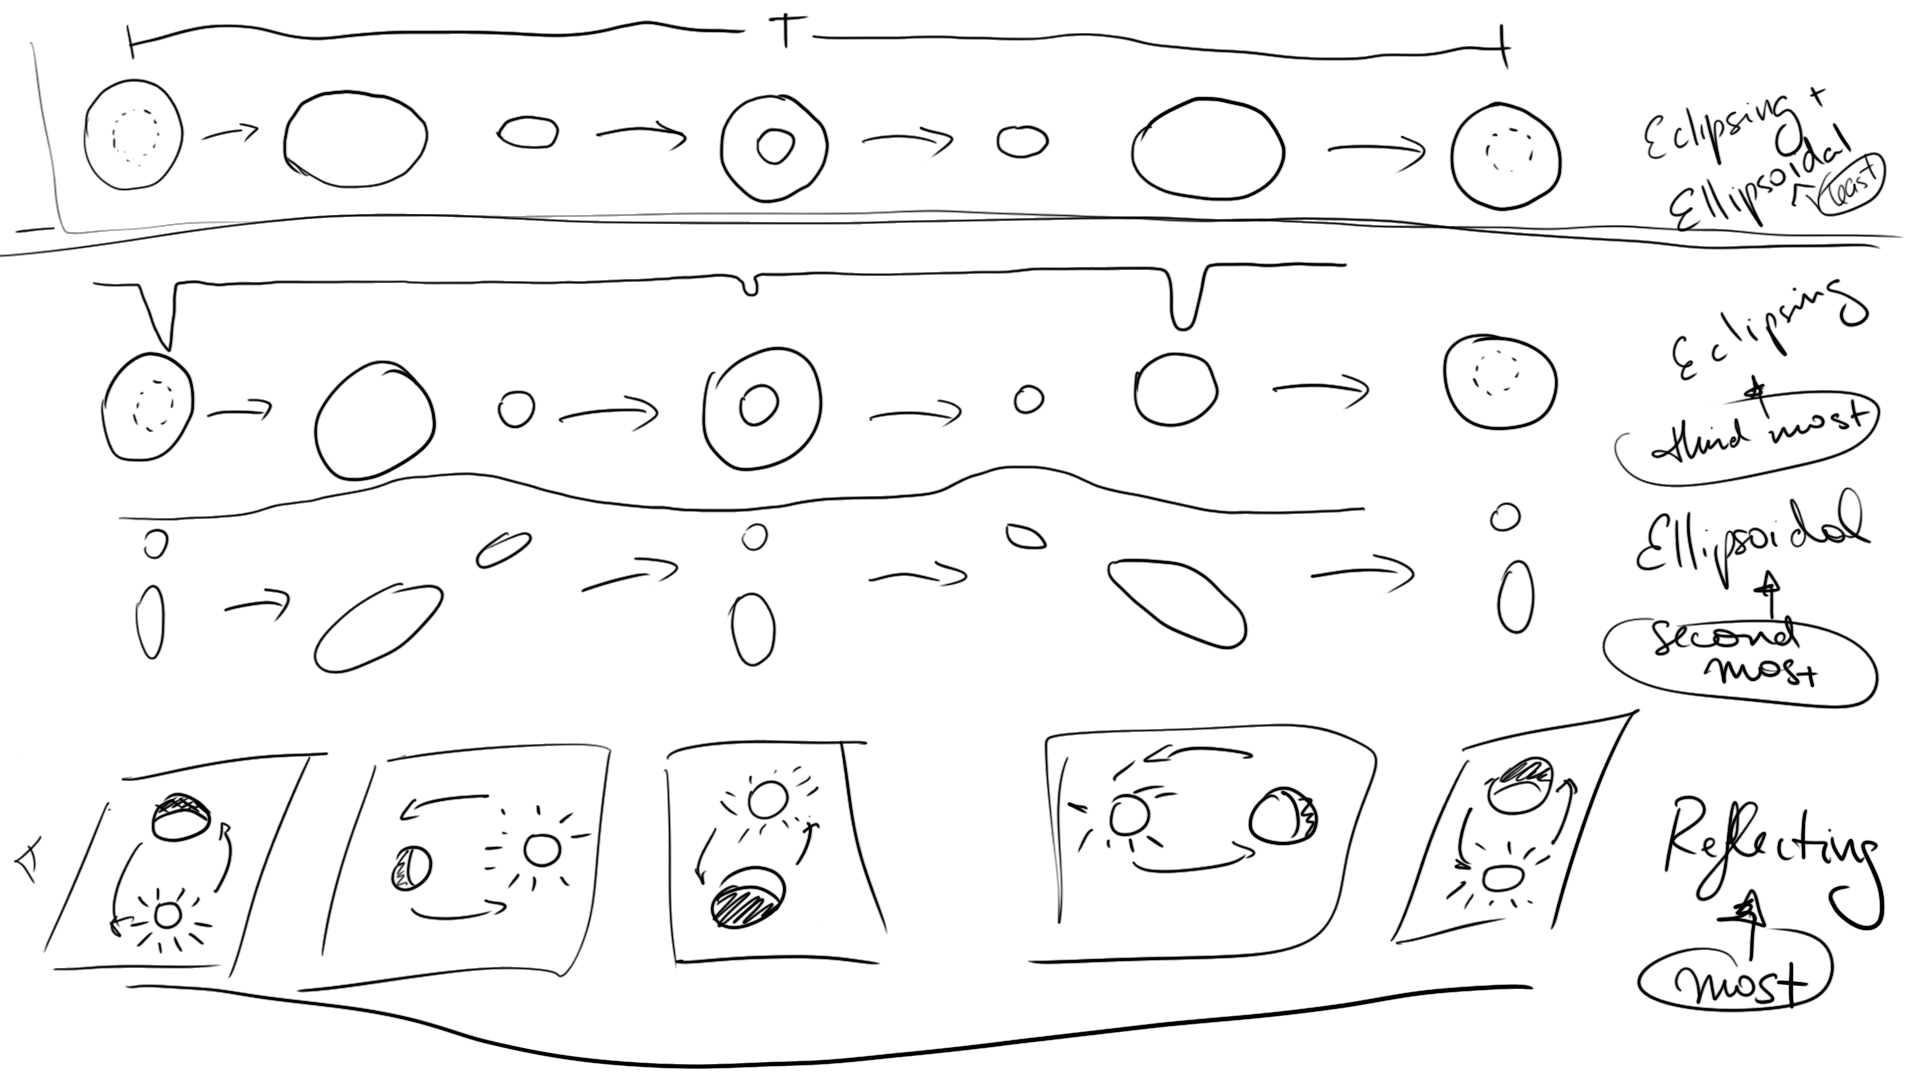 T
Eclipsing +
Ellipsoidal
least
Eclipsing
third most
Ellipsoidal
second
most
Reflecting
most